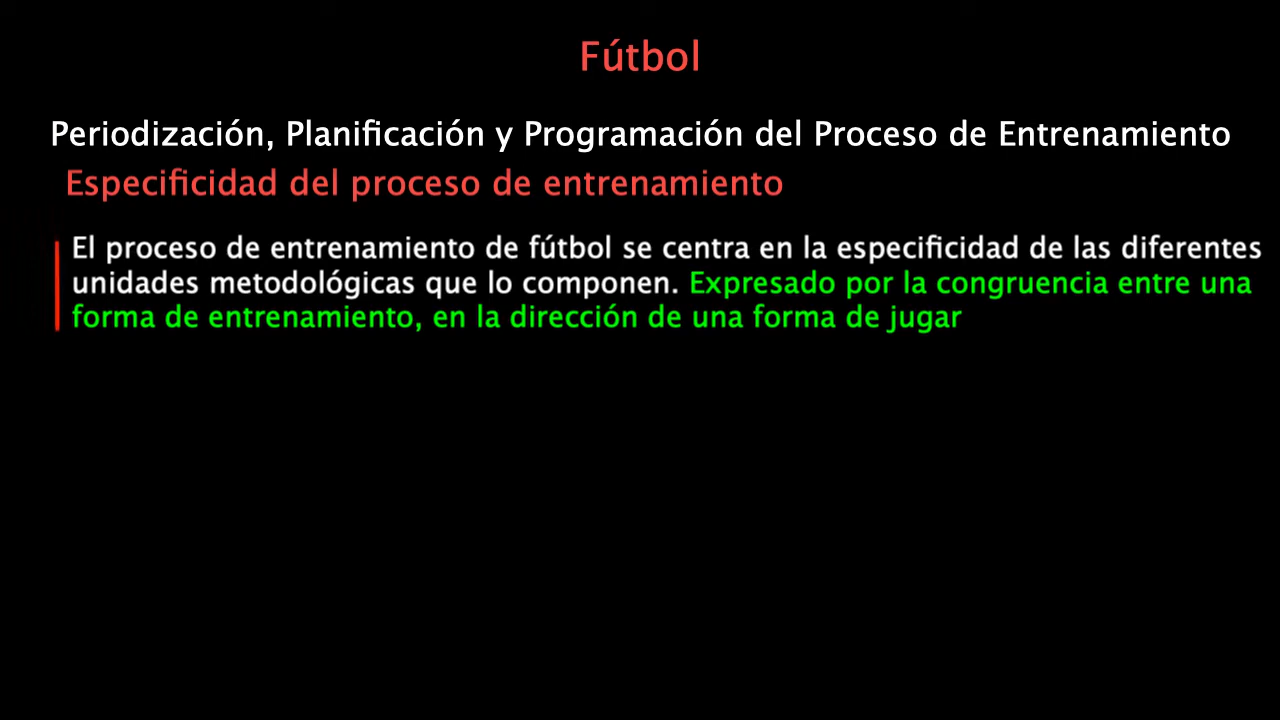 Fútbol
Periodización, Planificación y Programación del Proceso de Entrenamiento
Especificidad del proceso de entrenamiento
El proceso de entrenamiento de fútbol se centra en la especificidad de las diferentes
unidades metodológicas que lo componen. Expresado por la congruencia entre una
forma de entrenamiento, en la dirección de una forma de jugar